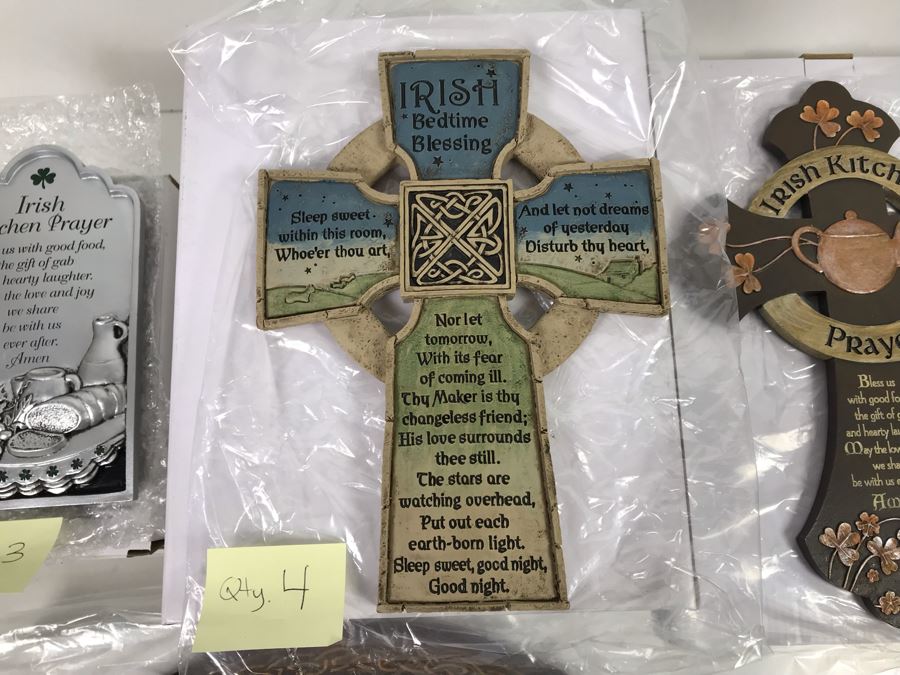 Irish
chen Prayer
us with good food,
he gift of gab
hearty laughter.
the love and joy
we share
be with us
ever after.
Amen
3
IRISH
Bedtime
Blessing
Sleep sweet
within this room,
Whoe'er thou art,
And let not dreams
of yesterday
Disturb thy heart,
Nor let
tomorrow,
With its fear
of coming ill.
Thy Maker is thy
changeless friend;
His love surrounds
thee still.
The stars are
watching overhead,
Put out each
earth-born light.
Sleep sweet, good night,
Good night.
Qty. 4
Irish Kitch
Praye
Bless us
with good fo
the gift of g
and hearty lau
May the lov
we sha
be with us e
Am